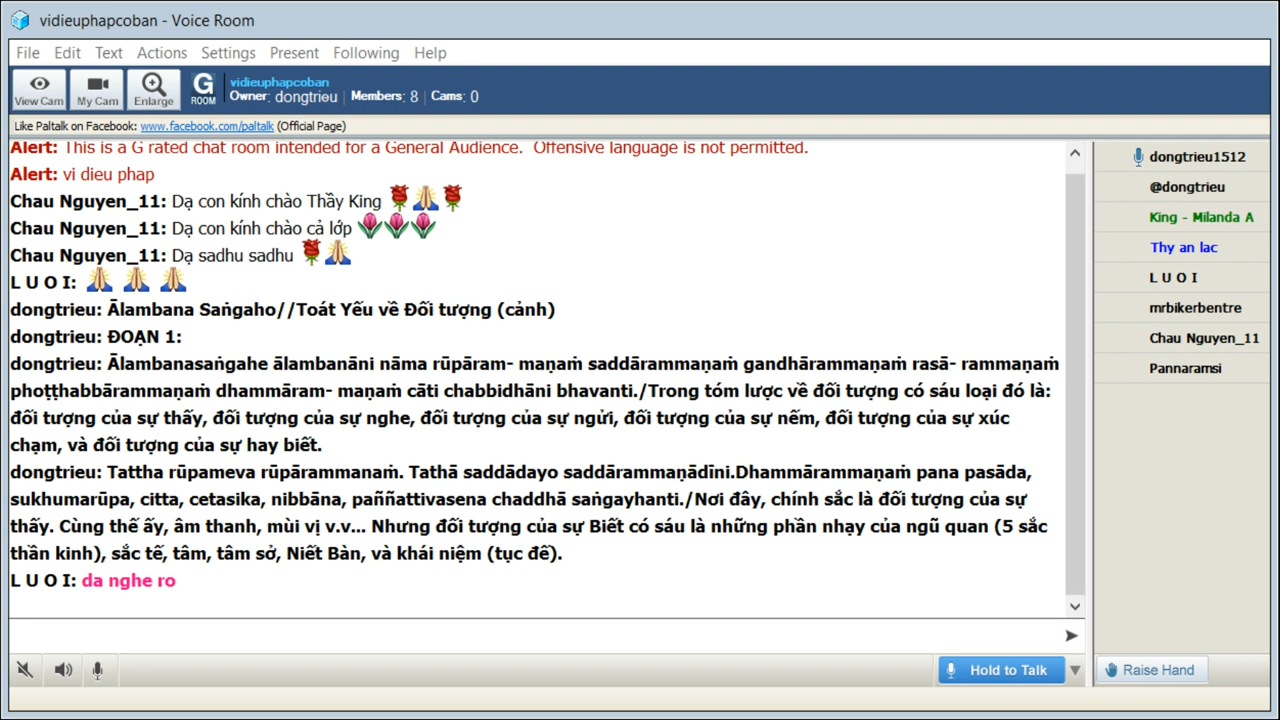 vidieuphapcoban - Voice Room
File Edit Text Actions Settings Present Following Help
View Cam My Cam Enlarge G ROOM vidieuphapcoban
Owner: dongtrieu | Members: 8 | Cams: 0
Like Paltalk on Facebook: www.facebook.com/paltalk (Official Page)
Alert: This is a G rated chat room intended for a General Audience. Offensive language is not permitted.
Alert: vi dieu phap
Chau Nguyen_11: Dạ con kính chào Thầy King
Chau Nguyen_11: Dạ con kính chào cả lớp
Chau Nguyen_11: Dạ sadhu sadhu
L U O I:
dongtrieu: Ālambana Saṅgaho//Toát Yếu về Đối tượng (cảnh)
dongtrieu: ĐOẠN 1:
dongtrieu: Ālambanasaṅgahe ālambanāni nāma rūpāram- maṇaṁ saddārammaṇaṁ gandhārammaṇaṁ rasā- rammaṇaṁ
phoṭṭhabbārammaṇaṁ dhammāram- maṇaṁ cāti chabbidhāni bhavanti./Trong tóm lược về đối tượng có sáu loại đó là:
đối tượng của sự thấy, đối tượng của sự nghe, đối tượng của sự ngửi, đối tượng của sự nếm, đối tượng của sự xúc
chạm, và đối tượng của sự hay biết.
dongtrieu: Tattha rūpameva rūpārammanaṁ. Tathā saddādayo saddārammaṇādīni.Dhammārammaṇaṁ pana pasāda,
sukhumarūpa, citta, cetasika, nibbāna, paññattivasena chaddhā saṅgayhanti./Nơi đây, chính sắc là đối tượng của sự
thấy. Cùng thế ấy, âm thanh, mùi vị v.v... Nhưng đối tượng của sự Biết có sáu là những phần nhạy của ngũ quan (5 sắc
thần kinh), sắc tế, tâm, tâm sở, Niết Bàn, và khái niệm (tục đế).
L U O I: da nghe ro
dongtrieu1512
@dongtrieu
King - Milanda A
Thy an lac
L U O I
mrbikerbentre
Chau Nguyen_11
Pannaramsi
Hold to Talk
Raise Hand